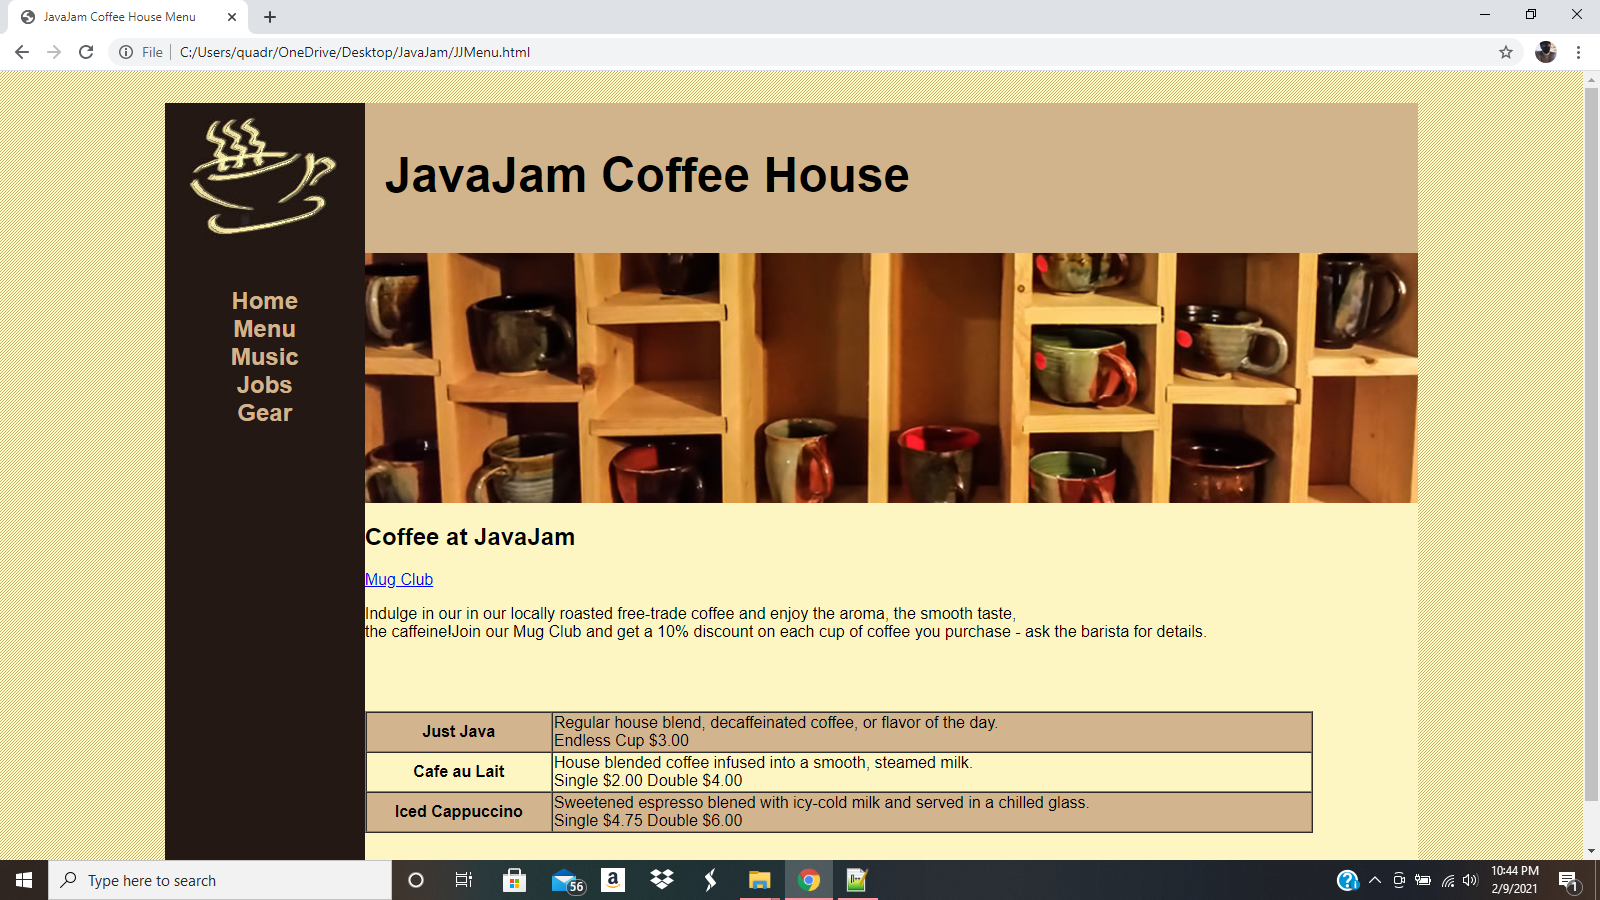 JavaJam Coffee House Menu
File
C:/Users/quadr/OneDrive/Desktop/JavaJam/JJMenu.html
JavaJam Coffee House
Home
Menu
Music
Jobs
Gear
Coffee at JavaJam
Mug Club
Indulge in our in our locally roasted free-trade coffee and enjoy the aroma, the smooth taste,
the caffeine!Join our Mug Club and get a 10% discount on each cup of coffee you purchase - ask the barista for details.
Just Java
Regular house blend, decaffeinated coffee, or flavor of the day.
Endless Cup $3.00
Cafe au Lait
House blended coffee infused into a smooth, steamed milk.
Single $2.00 Double $4.00
Iced Cappuccino
Sweetened espresso blened with icy-cold milk and served in a chilled glass.
Single $4.75 Double $6.00
Type here to search
56
a
10:44 PM
2/9/2021
1